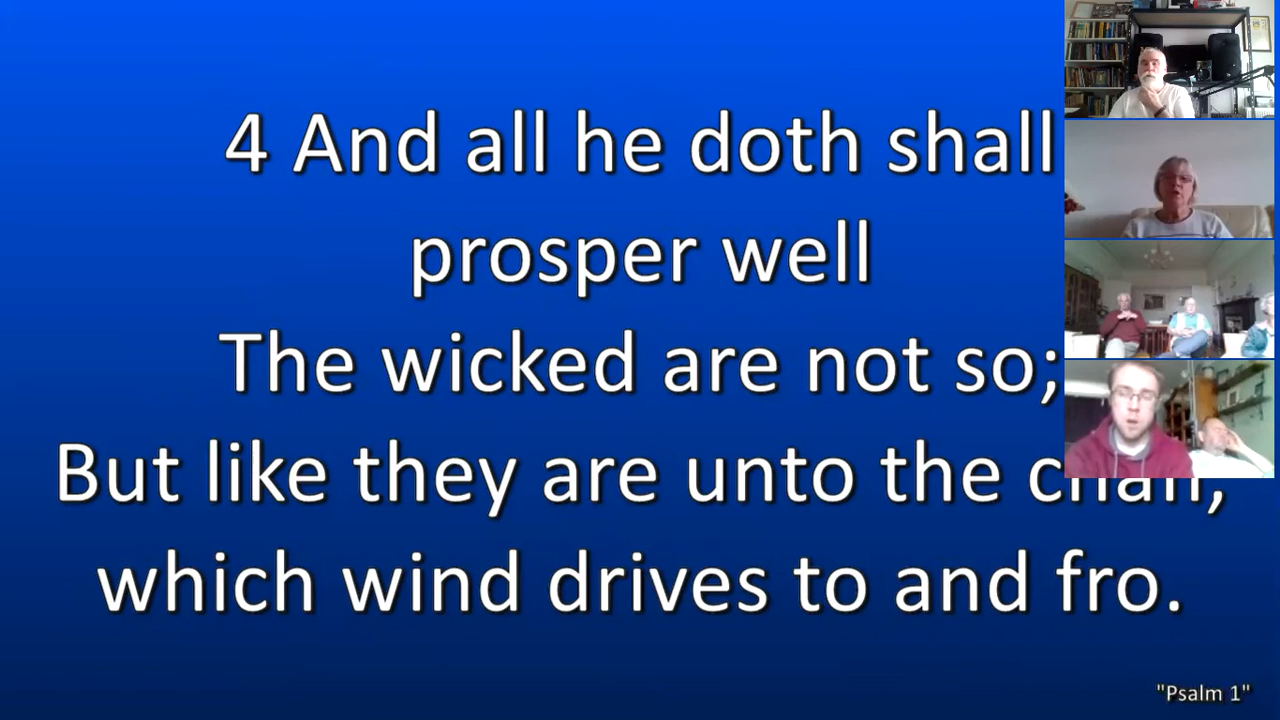 4 And all he doth shall
prosper well
The wicked are not so;
But like they are unto the chaff,
which wind drives to and fro.
"Psalm 1"